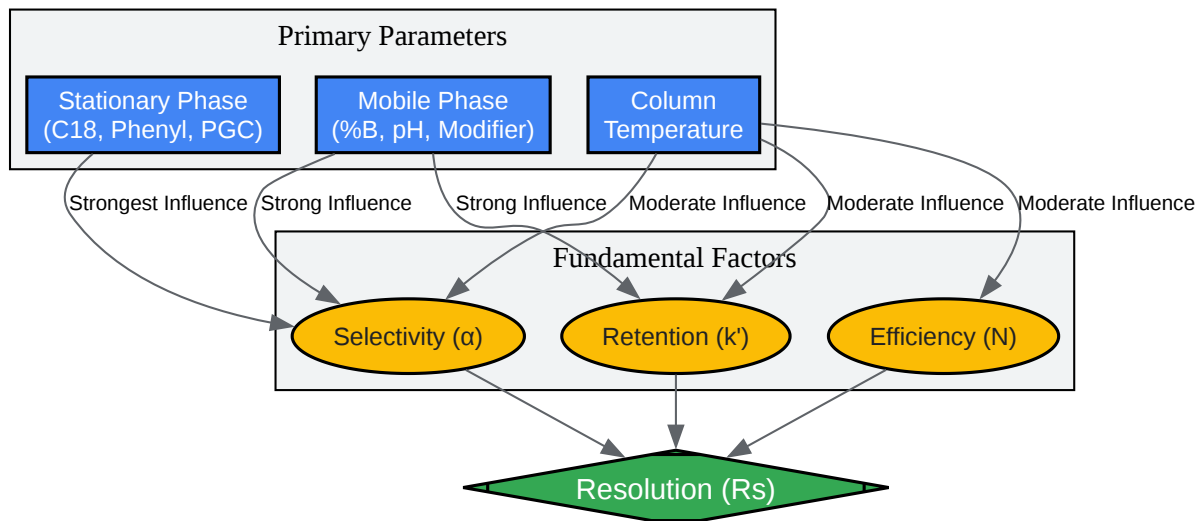 Primary Parameters
Stationary Phase
(C18, Phenyl, PGC)
Mobile Phase
(%B, pH, Modifier)
Column
Temperature
Strongest Influence
Strong Influence
Strong Influence
Moderate Influence
Moderate Influence
Moderate Influence
Fundamental Factors
Selectivity (α)
Retention (k')
Efficiency (N)
Resolution (Rs)